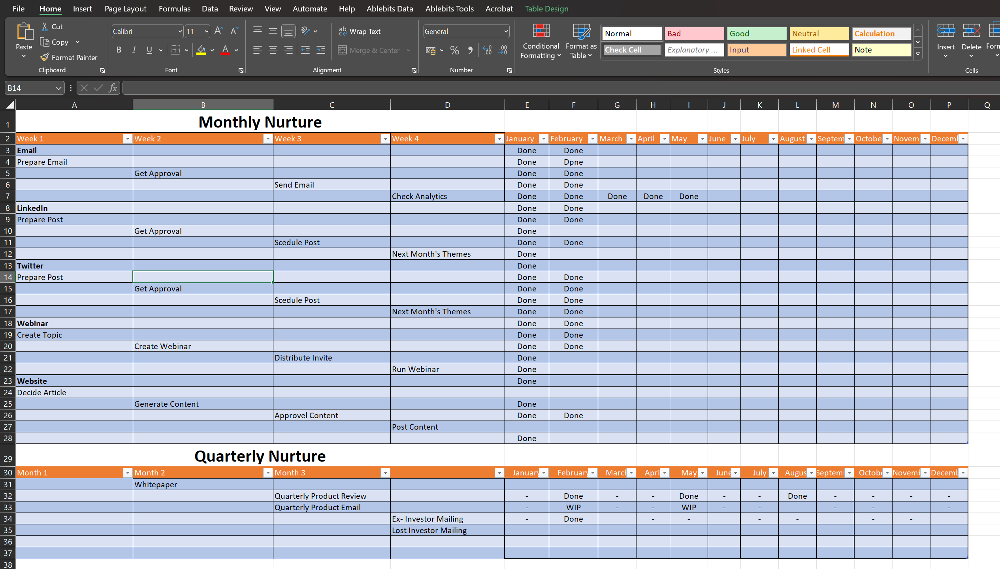 File Home Insert Page Layout Formulas Data Review View Automate Help Ablebits Data Ablebits Tools Acrobat Table Design
Paste Cut Copy Format Painter Clipboard
Calibri 11 A A B I U A Font
ab Wrap Text Merge & Center Alignment
General % 9 .00 .00 Number
Conditional Formatting Format as Table
Normal Bad Good Neutral Calculation
Check Cell Explanatory ... Input Linked Cell Note
Styles
Insert Delete Form
Cells
B14 fx
A B C D E F G H I J K L M N O P Q
1 Monthly Nurture
2 Week 1 Week 2 Week 3 Week 4 January February March April May June July August Septem Octobe Novem Decem
3 Email Done Done
4 Prepare Email Done Dpne
5 Get Approval Done Done
6 Send Email Done Done
7 Check Analytics Done Done Done Done Done
8 LinkedIn Done Done
9 Prepare Post Done Done
10 Get Approval Done
11 Scedule Post Done Done
12 Next Month's Themes Done
13 Twitter Done
14 Prepare Post Done Done
15 Get Approval Done Done
16 Scedule Post Done Done
17 Next Month's Themes Done Done
18 Webinar Done Done
19 Create Topic Done Done
20 Create Webinar Done Done
21 Distribute Invite Done
22 Run Webinar Done
23 Website Done
24 Decide Article
25 Generate Content Done
26 Approvel Content Done Done
27 Post Content
28 Done
29 Quarterly Nurture
30 Month 1 Month 2 Month 3 January February March Apri May June July Augus Septem Octobe Novemb Decemb
31 Whitepaper
32 Quarterly Product Review - Done - - Done - - Done - - - -
33 Quarterly Product Email - WIP - - WIP - - - - -
34 Ex- Investor Mailing - Done - - - - - -
35 Lost Investor Mailing
36
37
38